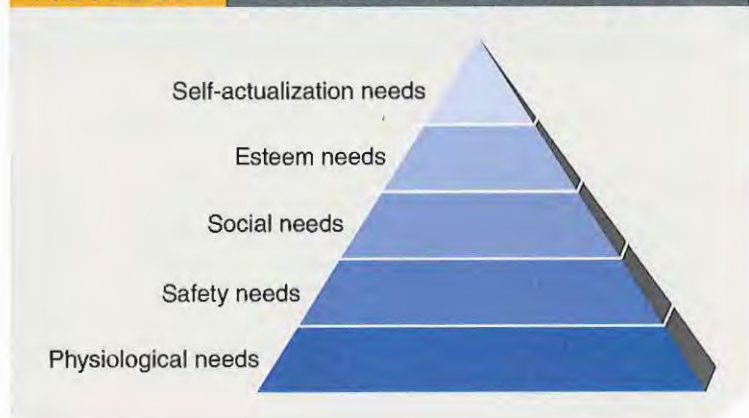 Self-actualization needs
Esteem needs
Social needs
Safety needs
Physiological needs